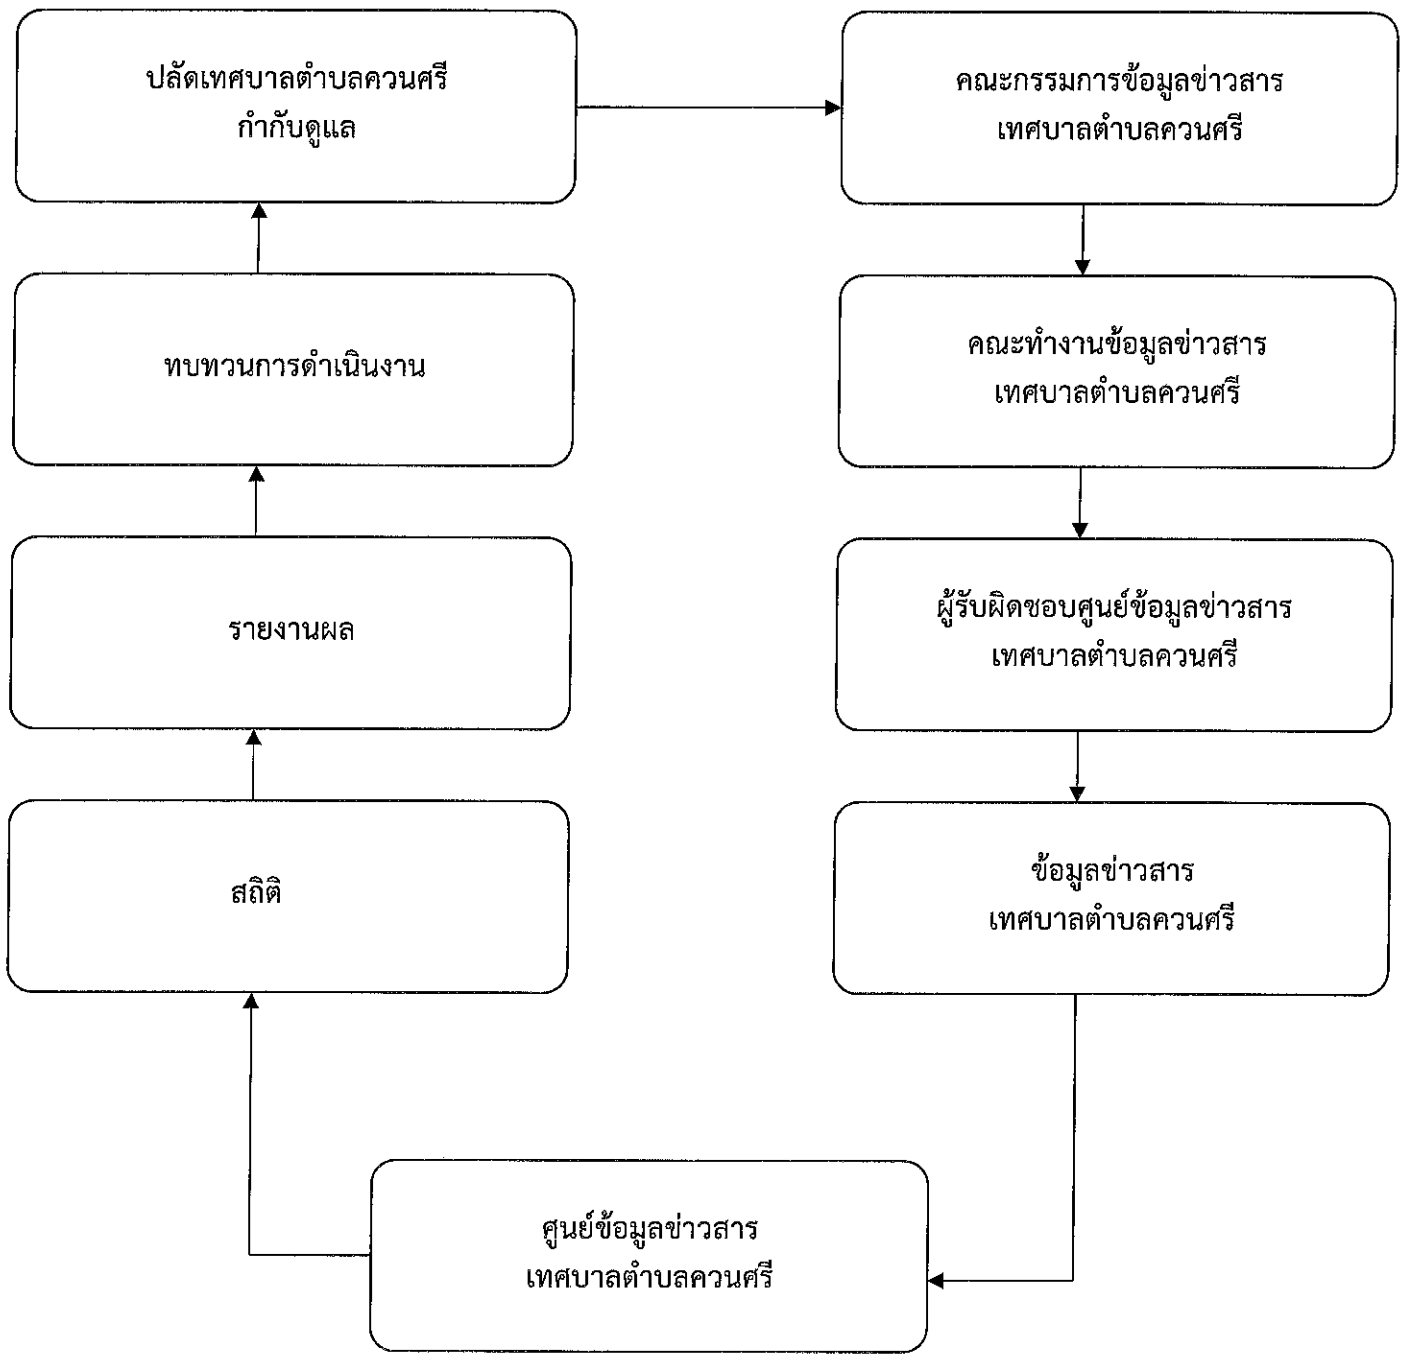 ปลัดเทศบาลตำบลควนศรี
กำกับดูแล
คณะกรรมการข้อมูลข่าวสาร
เทศบาลตำบลควนศรี
ทบทวนการดำเนินงาน
คณะทำงานข้อมูลข่าวสาร
เทศบาลตำบลควนศรี
รายงานผล
ผู้รับผิดชอบศูนย์ข้อมูลข่าวสาร
เทศบาลตำบลควนศรี
สถิติ
ข้อมูลข่าวสาร
เทศบาลตำบลควนศรี
ศูนย์ข้อมูลข่าวสาร
เทศบาลตำบลควนศรี